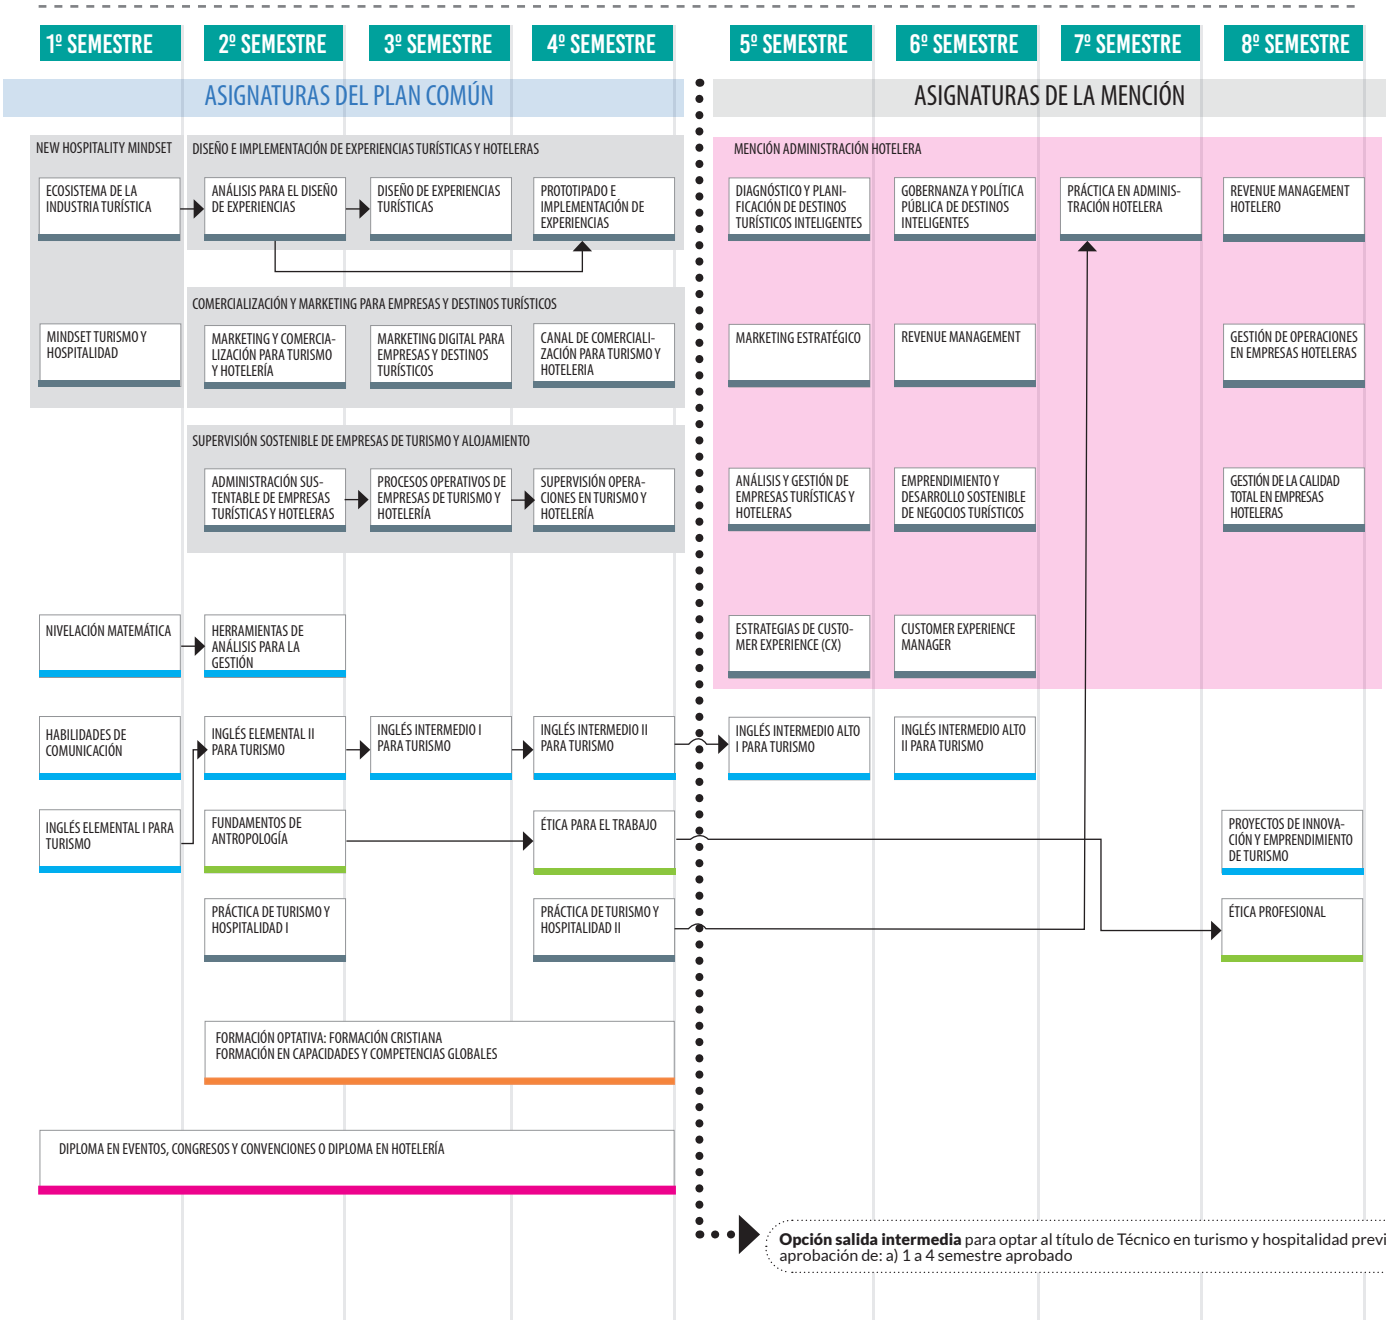 1º SEMESTRE
2º SEMESTRE
3º SEMESTRE
4º SEMESTRE
5º SEMESTRE
6º SEMESTRE
7º SEMESTRE
8º SEMESTRE
ASIGNATURAS DEL PLAN COMÚN
ASIGNATURAS DE LA MENCIÓN
NEW HOSPITALITY MINDSET
DISEÑO E IMPLEMENTACIÓN DE EXPERIENCIAS TURÍSTICAS Y HOTELERAS
MENCIÓN ADMINISTRACIÓN HOTELERA
ECOSISTEMA DE LA
INDUSTRIA TURÍSTICA
ANÁLISIS PARA EL DISEÑO
DE EXPERIENCIAS
DISEÑO DE EXPERIENCIAS
TURÍSTICAS
PROTOTIPADO E
IMPLEMENTACIÓN DE
EXPERIENCIAS
DIAGNÓSTICO Y PLANI-
FICACIÓN DE DESTINOS
TURÍSTICOS INTELIGENTES
GOBERNANZA Y POLÍTICA
PÚBLICA DE DESTINOS
INTELIGENTES
PRÁCTICA EN ADMINIS-
TRACIÓN HOTELERA
REVENUE MANAGEMENT
HOTELERO
COMERCIALIZACIÓN Y MARKETING PARA EMPRESAS Y DESTINOS TURÍSTICOS
MINDSET TURISMO Y
HOSPITALIDAD
MARKETING Y COMERCIA-
LIZACIÓN PARA TURISMO
Y HOTELERÍA
MARKETING DIGITAL PARA
EMPRESAS Y DESTINOS
TURÍSTICOS
CANAL DE COMERCIALI-
ZACIÓN PARA TURISMO Y
HOTELERIA
MARKETING ESTRATÉGICO
REVENUE MANAGEMENT
GESTIÓN DE OPERACIONES
EN EMPRESAS HOTELERAS
SUPERVISIÓN SOSTENIBLE DE EMPRESAS DE TURISMO Y ALOJAMIENTO
ADMINISTRACIÓN SUS-
TENTABLE DE EMPRESAS
TURÍSTICAS Y HOTELERAS
PROCESOS OPERATIVOS DE
EMPRESAS DE TURISMO Y
HOTELERÍA
SUPERVISIÓN OPERA-
CIONES EN TURISMO Y
HOTELERÍA
ANÁLISIS Y GESTIÓN DE
EMPRESAS TURÍSTICAS Y
HOTELERAS
EMPRENDIMIENTO Y
DESARROLLO SOSTENIBLE
DE NEGOCIOS TURÍSTICOS
GESTIÓN DE LA CALIDAD
TOTAL EN EMPRESAS
HOTELERAS
NIVELACIÓN MATEMÁTICA
HERRAMIENTAS DE
ANÁLISIS PARA LA
GESTIÓN
ESTRATEGIAS DE CUSTO-
MER EXPERIENCE (CX)
CUSTOMER EXPERIENCE
MANAGER
HABILIDADES DE
COMUNICACIÓN
INGLÉS ELEMENTAL II
PARA TURISMO
INGLÉS INTERMEDIO I
PARA TURISMO
INGLÉS INTERMEDIO II
PARA TURISMO
INGLÉS INTERMEDIO ALTO
I PARA TURISMO
INGLÉS INTERMEDIO ALTO
II PARA TURISMO
INGLÉS ELEMENTAL I PARA
TURISMO
FUNDAMENTOS DE
ANTROPOLOGÍA
ÉTICA PARA EL TRABAJO
PROYECTOS DE INNOVA-
CIÓN Y EMPRENDIMIENTO
DE TURISMO
PRÁCTICA DE TURISMO Y
HOSPITALIDAD I
PRÁCTICA DE TURISMO Y
HOSPITALIDAD II
ÉTICA PROFESIONAL
FORMACIÓN OPTATIVA: FORMACIÓN CRISTIANA
FORMACIÓN EN CAPACIDADES Y COMPETENCIAS GLOBALES
DIPLOMA EN EVENTOS, CONGRESOS Y CONVENCIONES O DIPLOMA EN HOTELERÍA
Opción salida intermedia para optar al título de Técnico en turismo y hospitalidad previ
aprobación de: a) 1 a 4 semestre aprobado